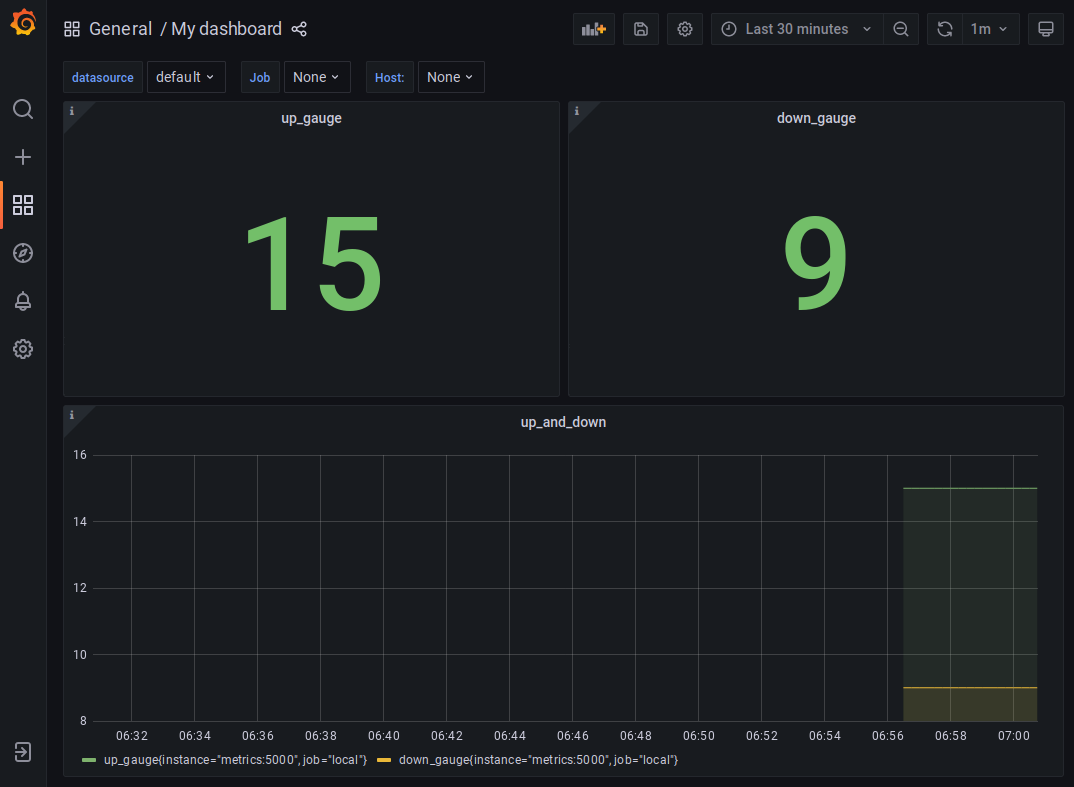 General / My dashboard
Last 30 minutes
1m
datasource default Job None Host: None
i up_gauge
15
i down_gauge
9
i up_and_down
16
14
12
10
8
06:32 06:34 06:36 06:38 06:40 06:42 06:44 06:46 06:48 06:50 06:52 06:54 06:56 06:58 07:00
up_gauge{instance="metrics:5000", job="local"} down_gauge{instance="metrics:5000", job="local"}